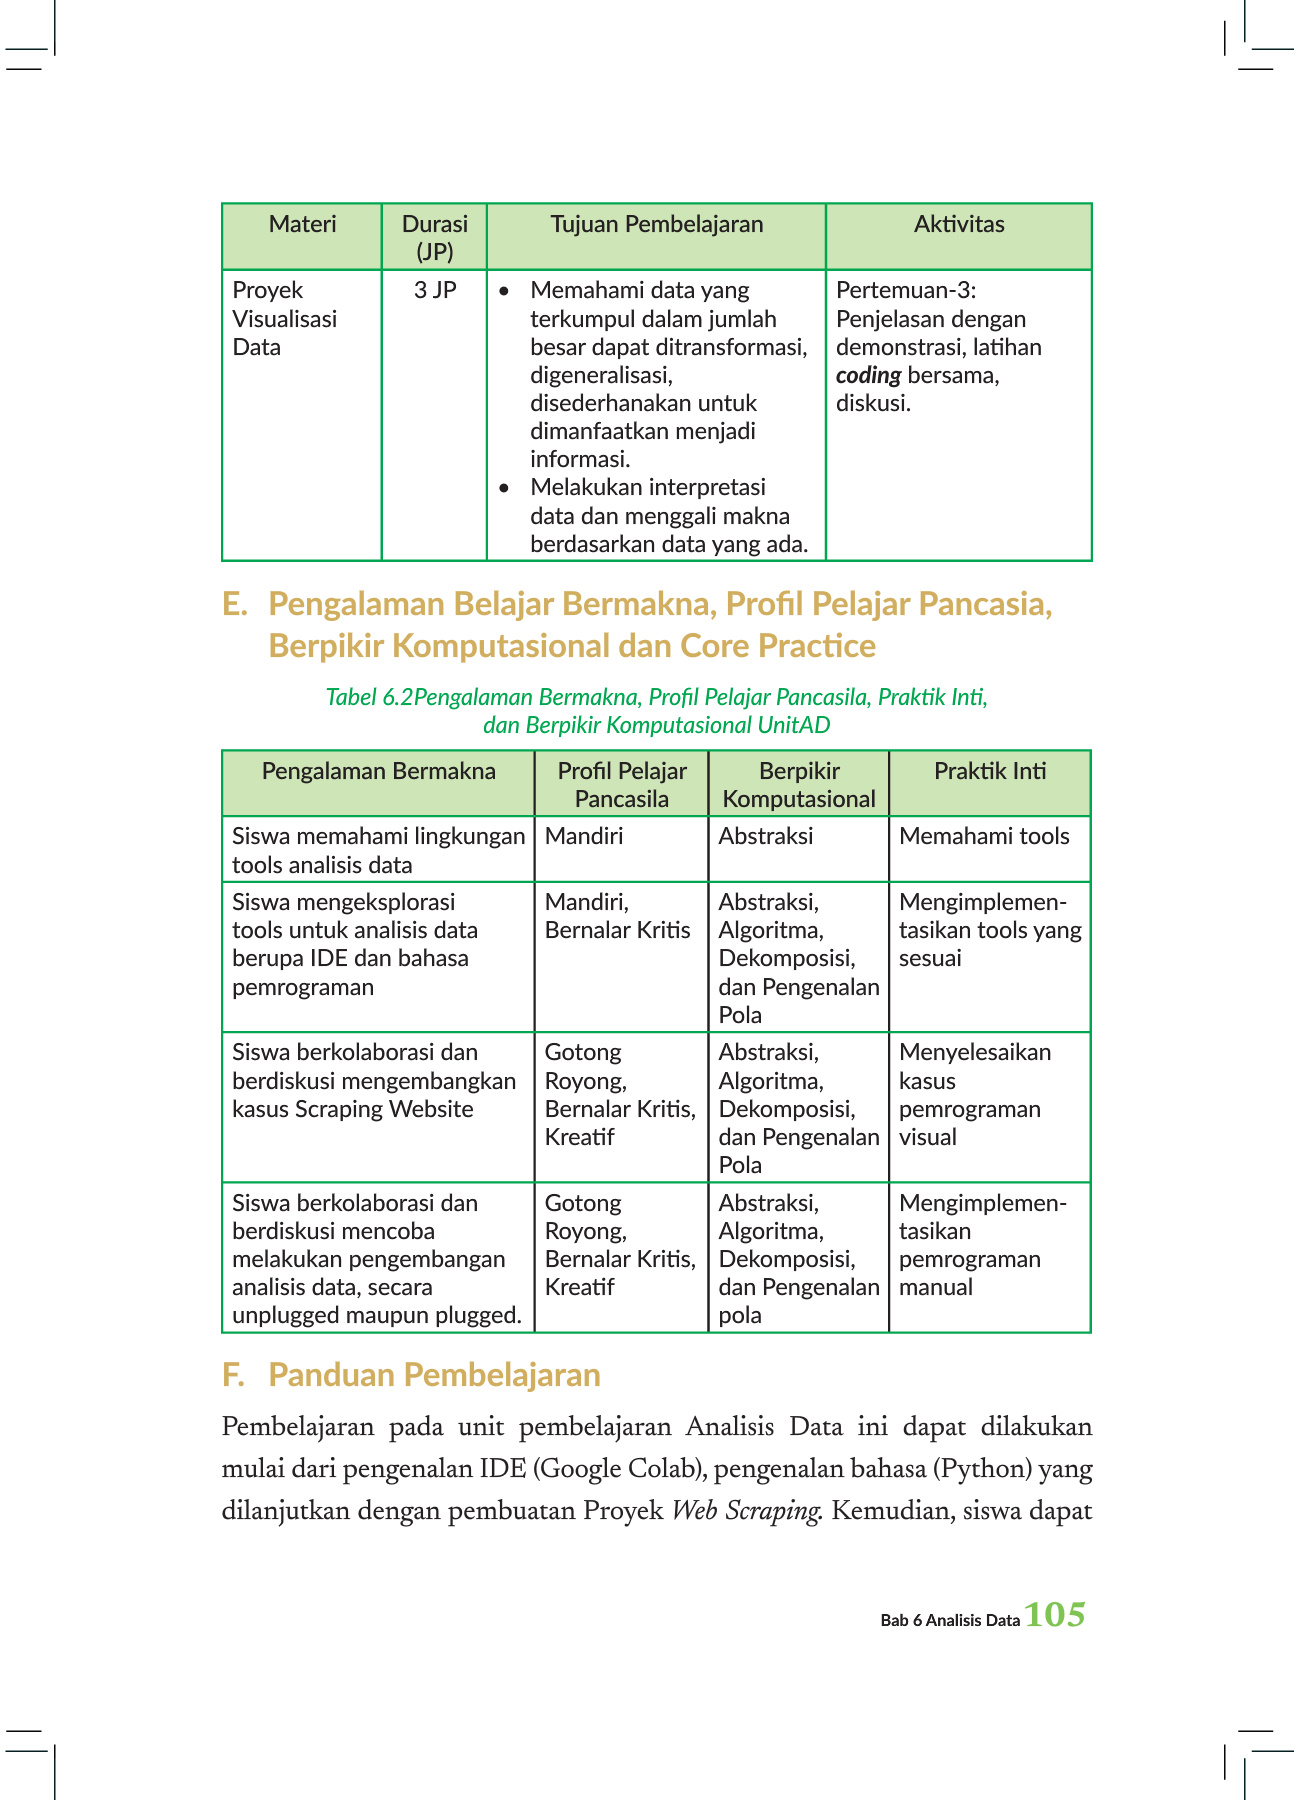 Materi
Durasi
(JP)
Tujuan Pembelajaran
Aktivitas
Proyek
Visualisasi
Data
3 JP
• Memahami data yang
terkumpul dalam jumlah
besar dapat ditransformasi,
digeneralisasi,
disederhanakan untuk
dimanfaatkan menjadi
informasi.
• Melakukan interpretasi
data dan menggali makna
berdasarkan data yang ada.
Pertemuan-3:
Penjelasan dengan
demonstrasi, latihan
coding bersama,
diskusi.
E. Pengalaman Belajar Bermakna, Profil Pelajar Pancasia,
Berpikir Komputasional dan Core Practice
Tabel 6.2Pengalaman Bermakna, Profil Pelajar Pancasila, Praktik Inti,
dan Berpikir Komputasional UnitAD
Pengalaman Bermakna
Profil Pelajar
Pancasila
Berpikir
Komputasional
Praktik Inti
Siswa memahami lingkungan
tools analisis data
Mandiri
Abstraksi
Memahami tools
Siswa mengeksplorasi
tools untuk analisis data
berupa IDE dan bahasa
pemrograman
Mandiri,
Bernalar Kritis
Abstraksi,
Algoritma,
Dekomposisi,
dan Pengenalan
Pola
Mengimplemen-
tasikan tools yang
sesuai
Siswa berkolaborasi dan
berdiskusi mengembangkan
kasus Scraping Website
Gotong
Royong,
Bernalar Kritis,
Kreatif
Abstraksi,
Algoritma,
Dekomposisi,
dan Pengenalan
Pola
Menyelesaikan
kasus
pemrograman
visual
Siswa berkolaborasi dan
berdiskusi mencoba
melakukan pengembangan
analisis data, secara
unplugged maupun plugged.
Gotong
Royong,
Bernalar Kritis,
Kreatif
Abstraksi,
Algoritma,
Dekomposisi,
dan Pengenalan
pola
Mengimplemen-
tasikan
pemrograman
manual
F. Panduan Pembelajaran
Pembelajaran pada unit pembelajaran Analisis Data ini dapat dilakukan
mulai dari pengenalan IDE (Google Colab), pengenalan bahasa (Python) yang
dilanjutkan dengan pembuatan Proyek Web Scraping. Kemudian, siswa dapat
Bab 6 Analisis Data 105